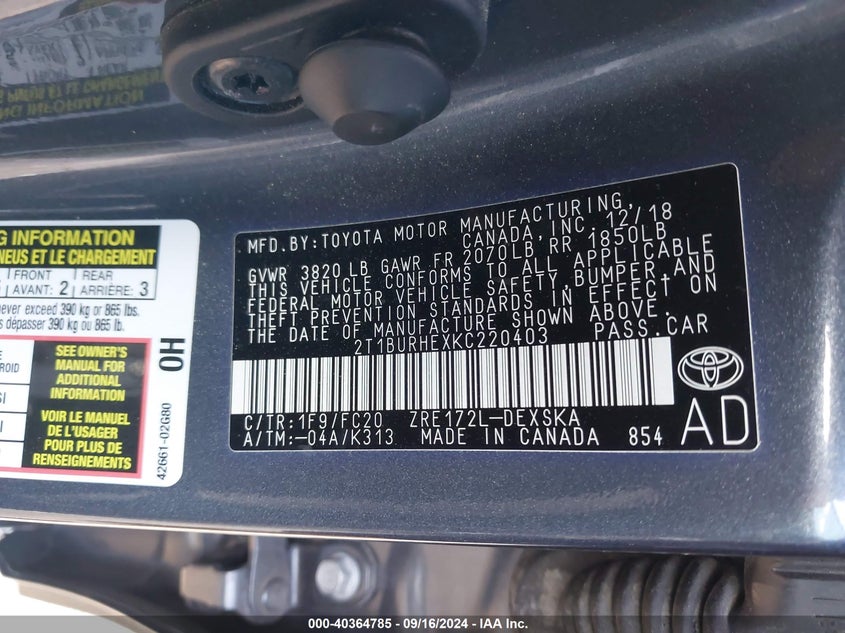 MFD. BY: TOYOTA MOTOR MANUFACTURING,
CANADA, INC. 12/18
GVWR 3820 LB GAWR FR 2070LB, RR 1850LB
THIS VEHICLE CONFORMS TO ALL APPLICABLE
FEDERAL MOTOR VEHICLE SAFETY, BUMPER, AND
THEFT PREVENTION STANDARDS IN EFFECT ON
THE DATE OF MANUFACTURE SHOWN ABOVE.
2T1BURHEXKC220403 PASS.CAR
C/TR: 1F9/FC20 ZRE172L-DEXSKA
A/TM: -04A/K313 MADE IN CANADA 854
AD
G INFORMATION
NEUS ET LE CHARGEMENT
FRONT REAR
AVANT: 2 ARRIÈRE: 3
never exceed 390 kg or 865 lbs.
s dépasser 390 kg ou 865 lb.
SEE OWNER'S
MANUAL FOR
ADDITIONAL
INFORMATION
VOIR LE MANUEL
DE L'USAGER
POUR PLUS DE
RENSEIGNEMENTS
0H
42661-02G80
000-40364785 - 09/16/2024 - IAA Inc.